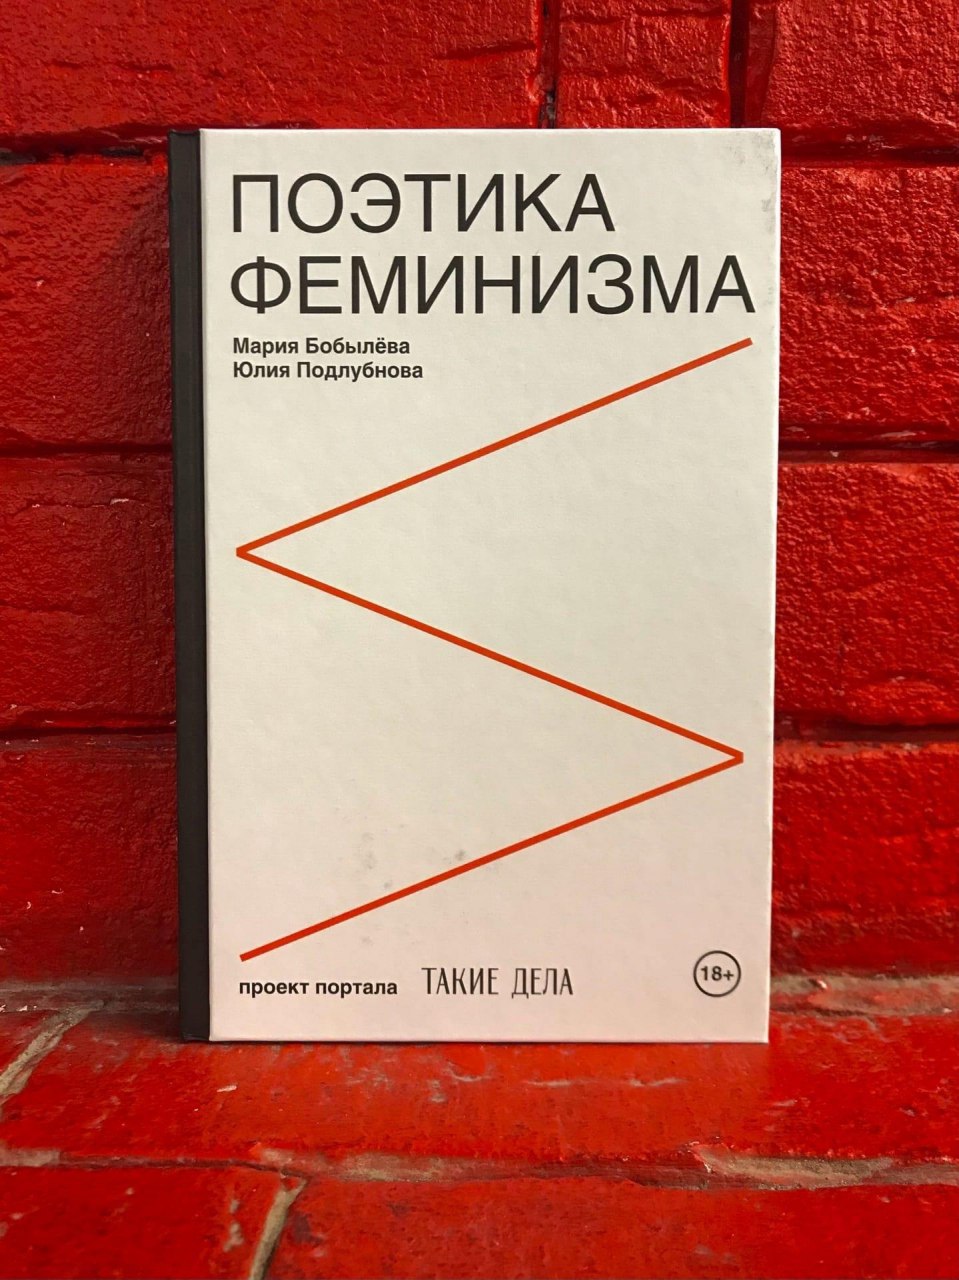 ПОЭТИКА
ФЕМИНИЗМА
Мария Бобылёва
Юлия Подлубнова
проект портала ТАКИЕ ДЕЛА
18+